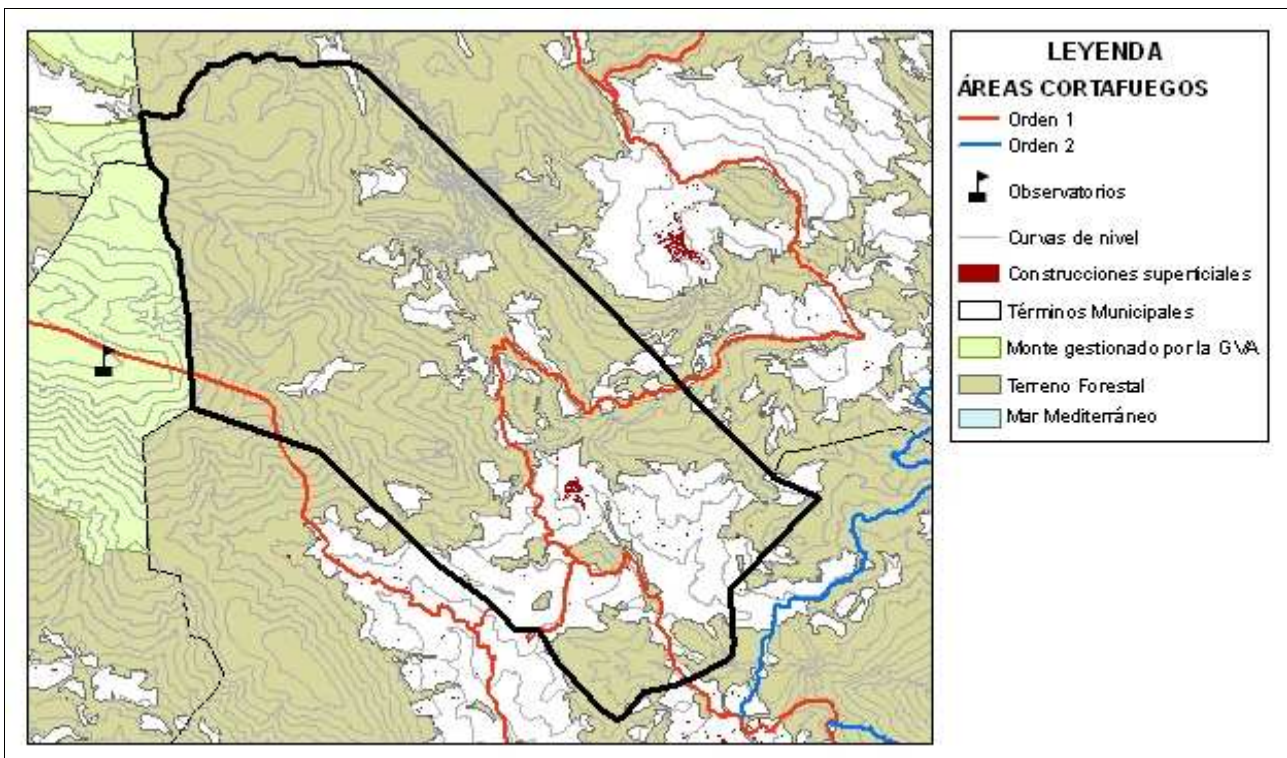 LEYENDA
ÁREAS CORTAFUEGOS
Orden 1
Orden 2
Observatorios
Curvas de nivel
Construcciones superficiales
Términos Municipales
Monte gestionado por la GVA
Terreno Forestal
Mar Mediterráneo